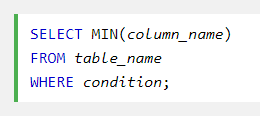 SELECT MIN(column_name)
FROM table_name
WHERE condition;